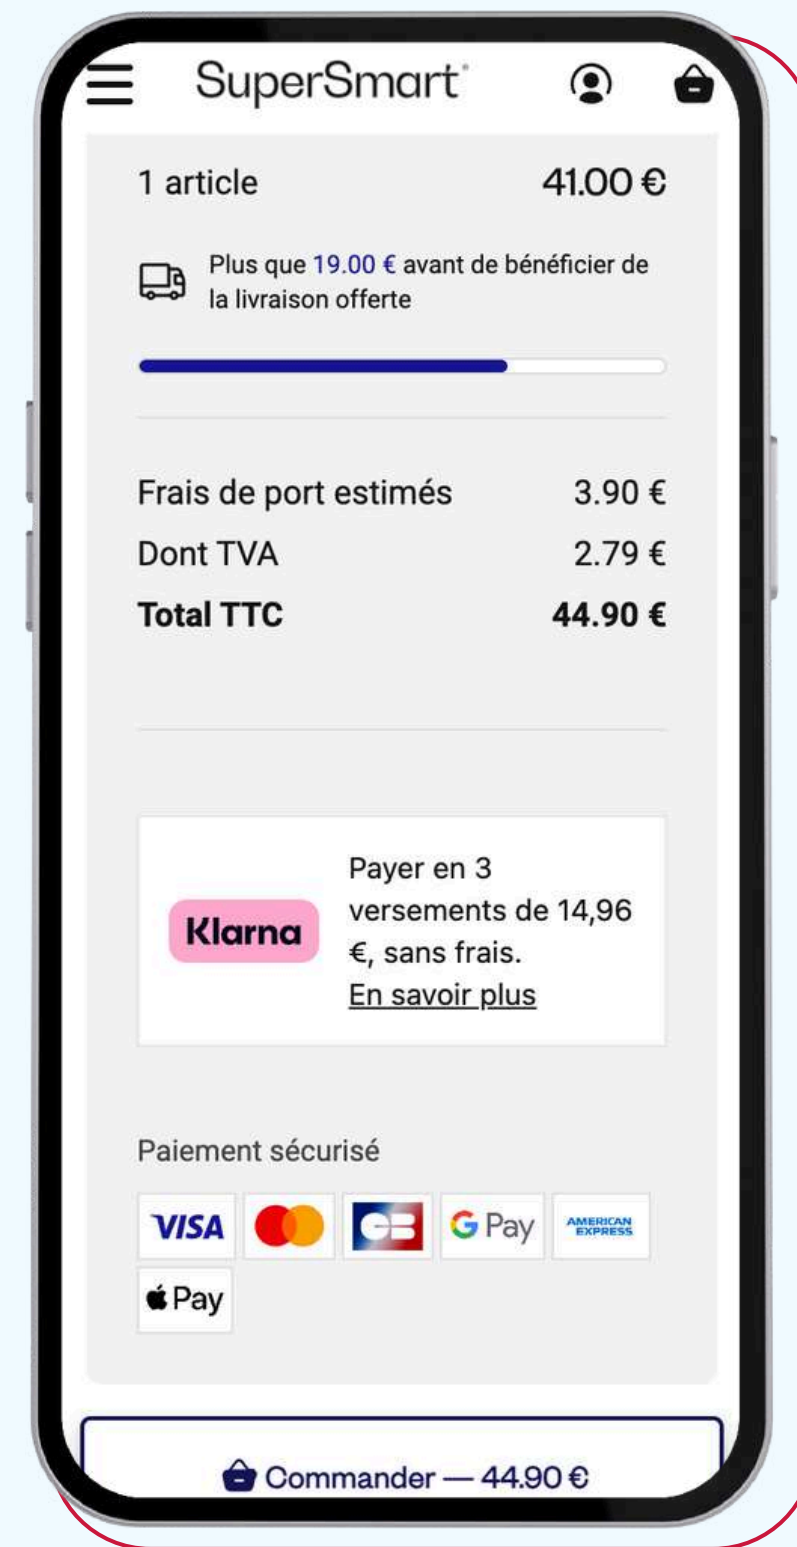 SuperSmart®
1 article 41.00 €
Plus que 19.00 € avant de bénéficier de
la livraison offerte
Frais de port estimés 3.90 €
Dont TVA 2.79 €
Total TTC 44.90 €
Klarna
Payer en 3
versements de 14,96
€, sans frais.
En savoir plus
Paiement sécurisé
VISA CB G Pay AMERICAN EXPRESS
Pay
Commander — 44.90 €